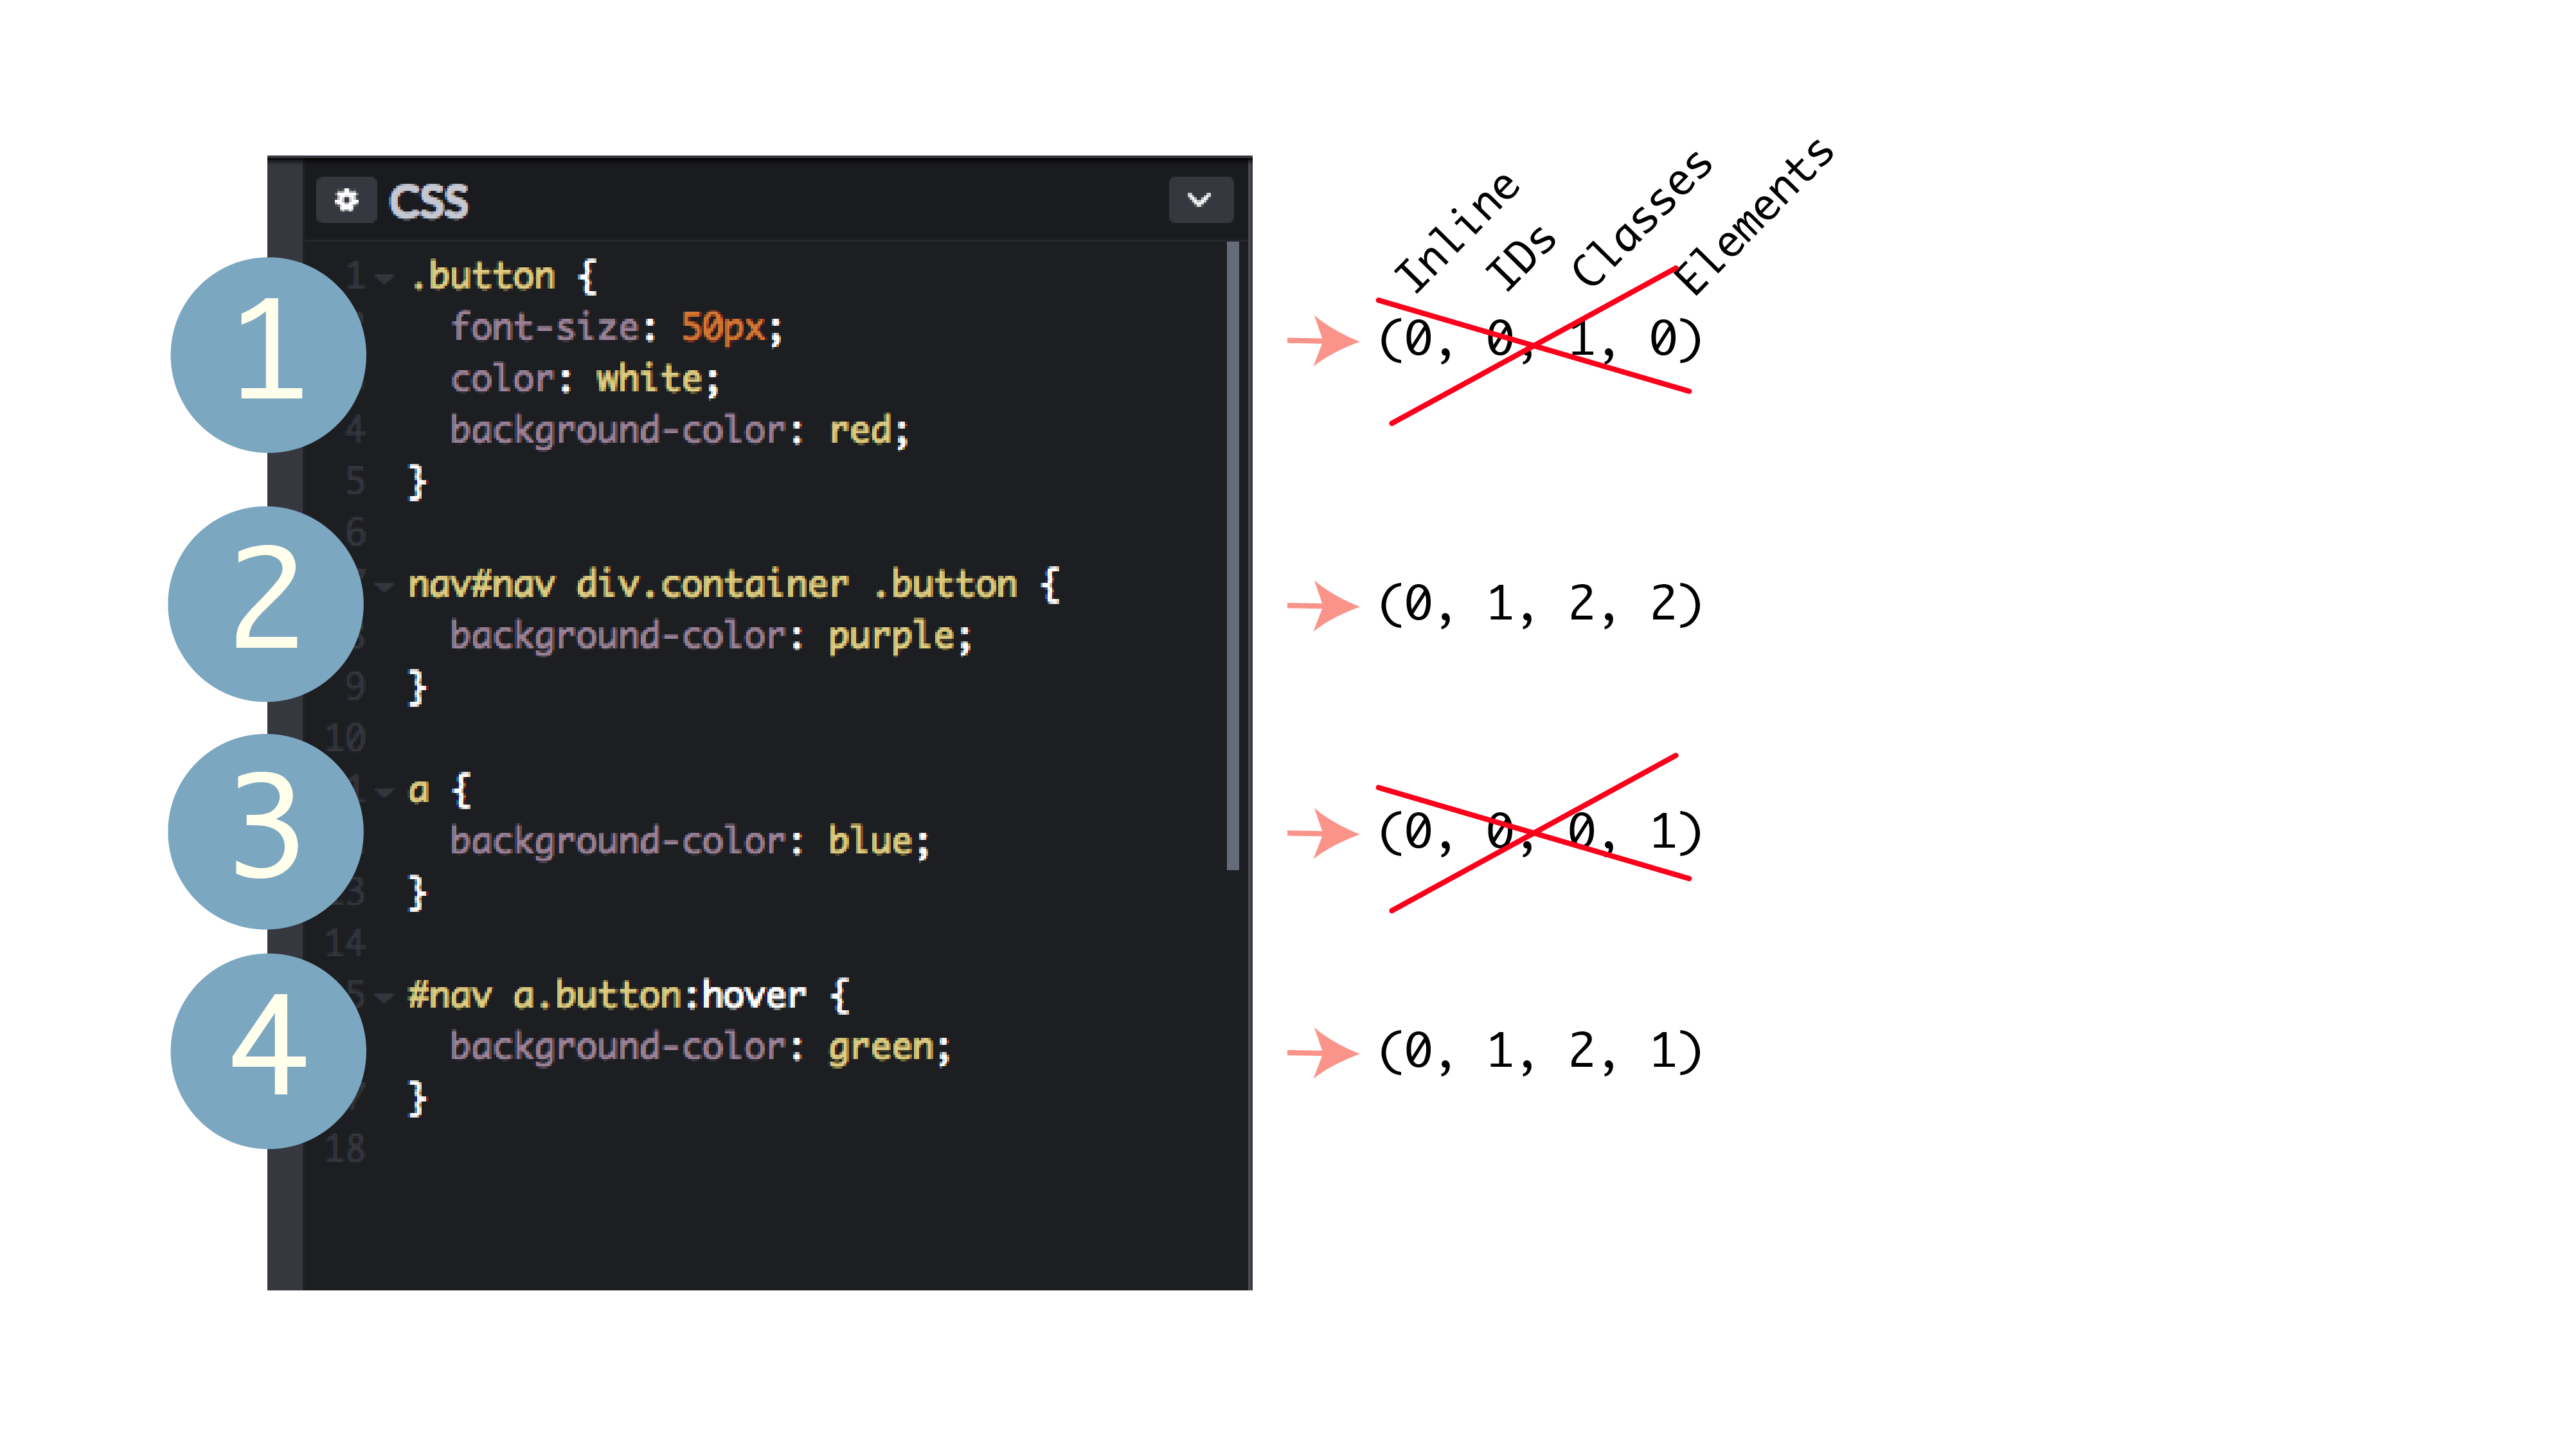 CSS
Inline
IDs
Classes
Elements
1
1 .button {
font-size: 50px;
color: white;
4 background-color: red;
5 }
(0, 0, 1, 0)
6
2
nav#nav div.container .button {
background-color: purple;
9 }
(0, 1, 2, 2)
10
3
a {
background-color: blue;
13 }
(0, 0, 0, 1)
14
4
5 #nav a.button:hover {
background-color: green;
}
(0, 1, 2, 1)
18